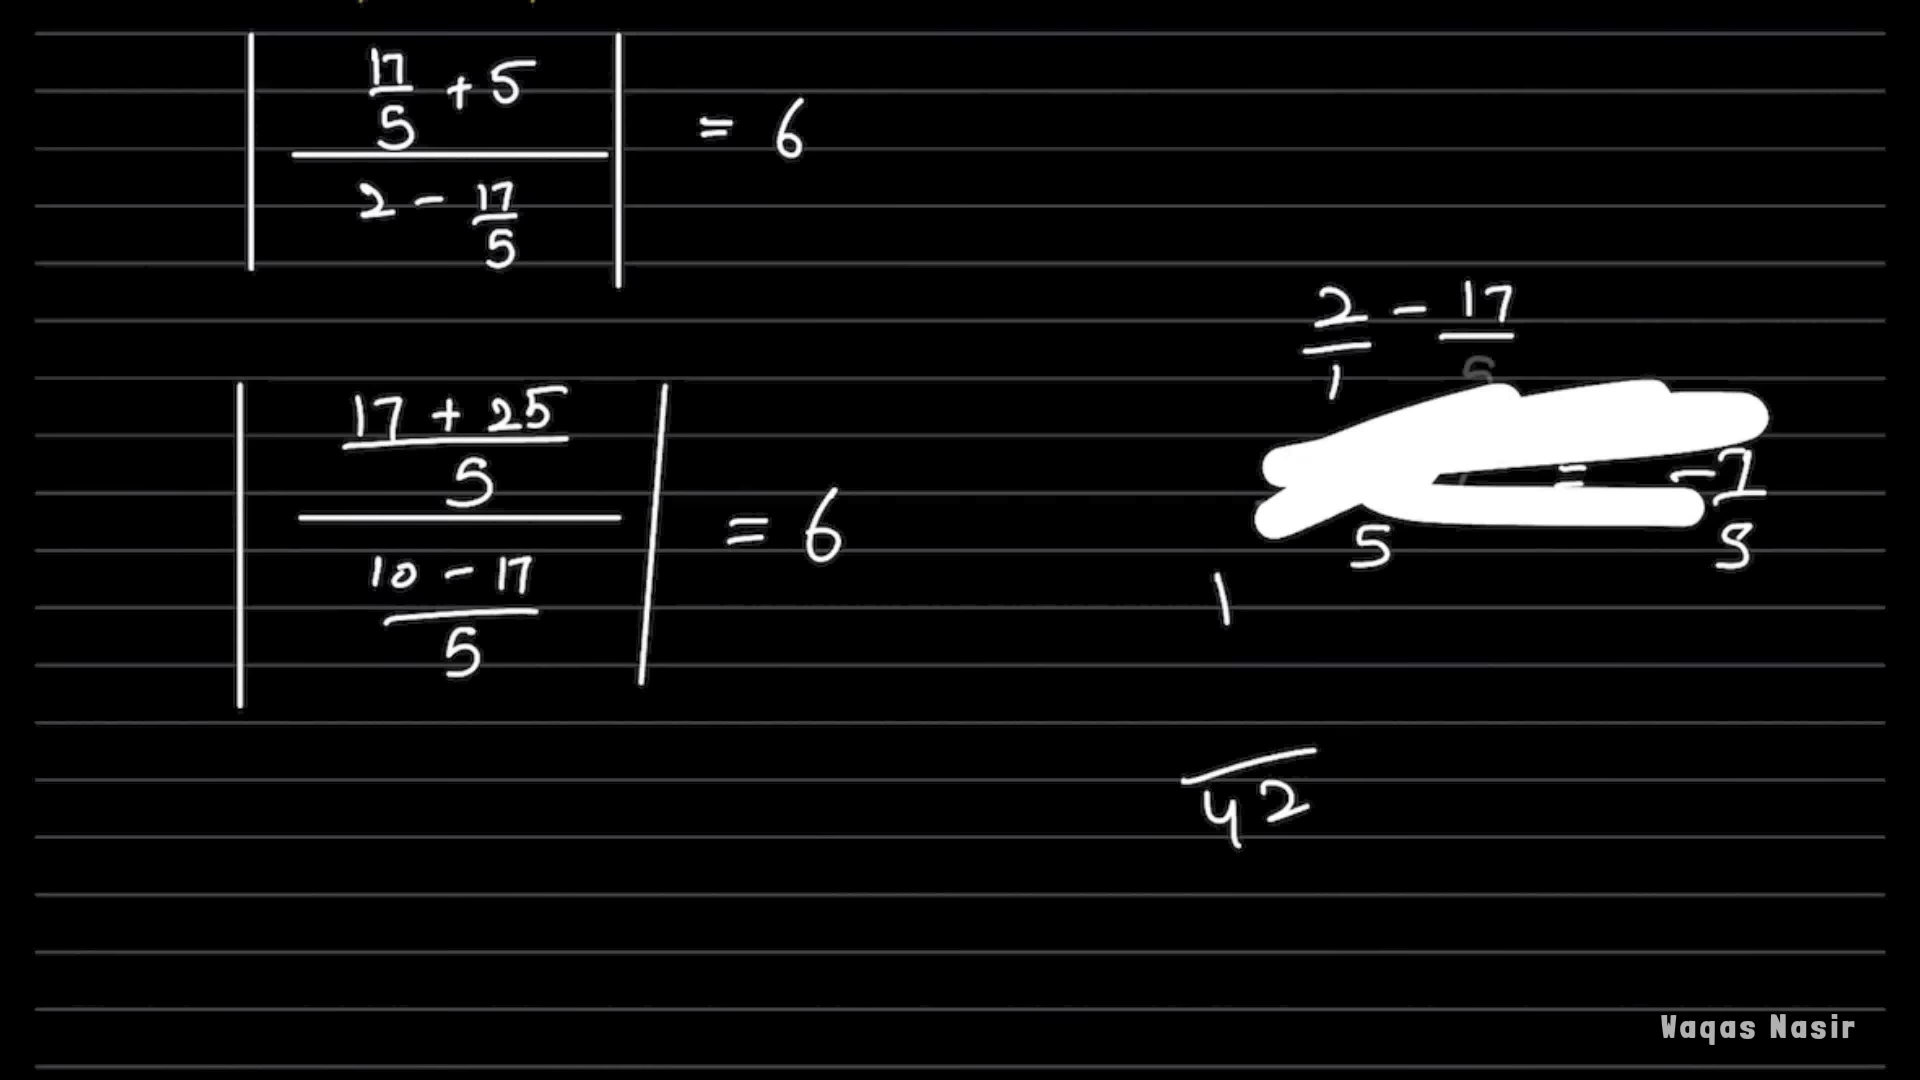 | (17/5 + 5) / (2 - 17/5) | = 6
2/1 - 17/5
| ((17 + 25)/5) / ((10 - 17)/5) | = 6
5 = -7/5
1
42
Waqas Nasir